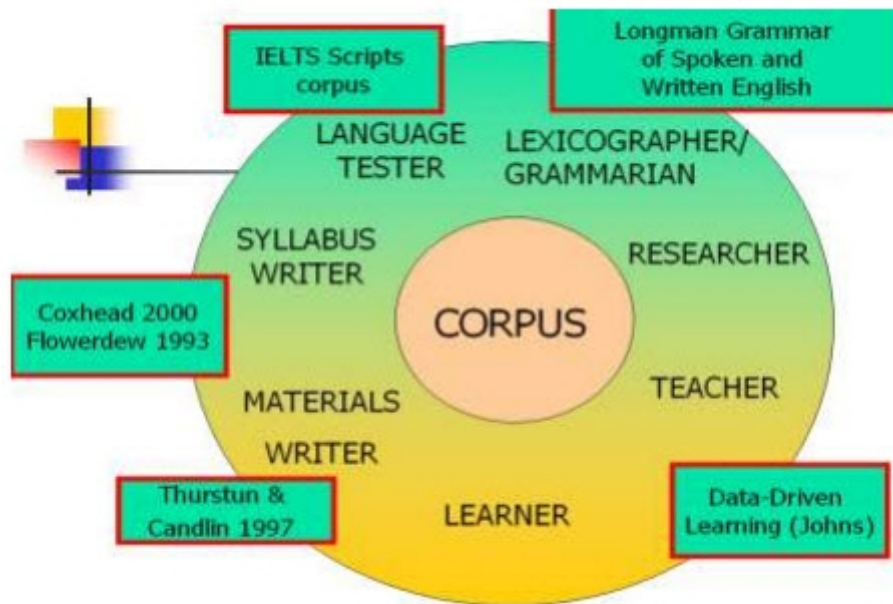 IELTS Scripts
corpus
Longman Grammar
of Spoken and
Written English
LANGUAGE
TESTER
LEXICOGRAPHER/
GRAMMARIAN
SYLLABUS
WRITER
RESEARCHER
Coxhead 2000
Flowerdew 1993
CORPUS
MATERIALS
WRITER
TEACHER
Thurstun &
Candlin 1997
LEARNER
Data-Driven
Learning (Johns)